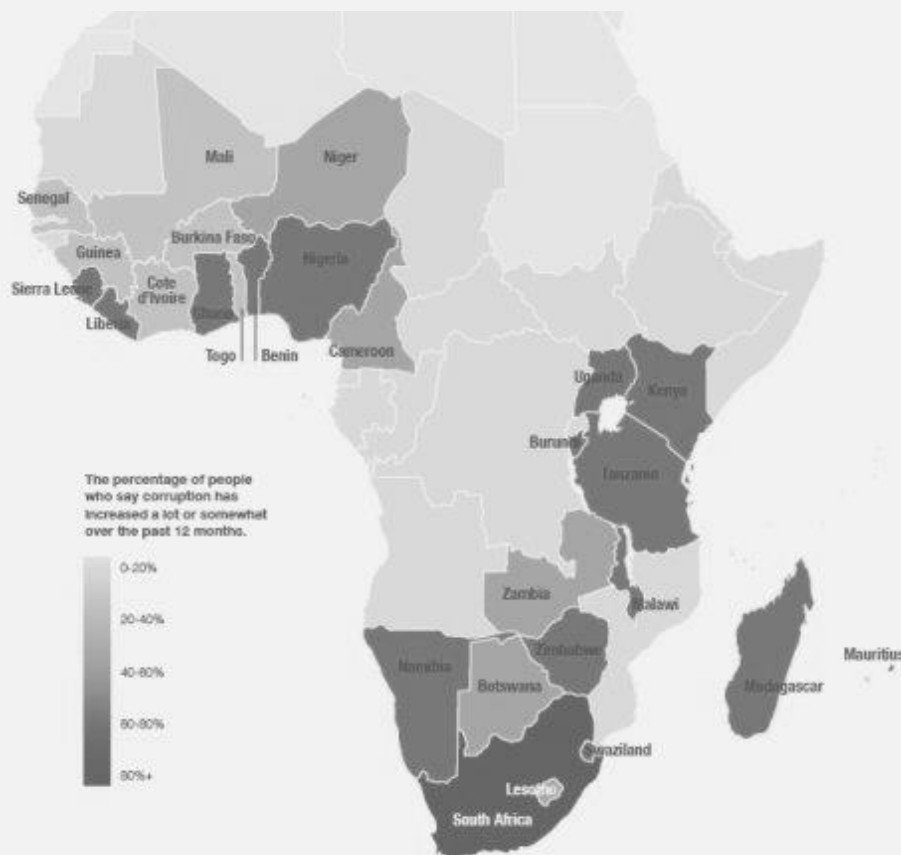 Mali
Niger
Senegal
Burkina Faso
Guinea
Nigeria
Sierra Leone
Cote
d'Ivoire
Ghana
Liberia
Togo
Benin
Cameroon
Uganda
Kenya
Burundi
Tanzania
The percentage of people
who say corruption has
increased a lot or somewhat
over the past 12 months.
0-20%
20-40%
40-60%
60-80%
80%+
Zambia
Malawi
Zimbabwe
Namibia
Botswana
Mauritius
Madagascar
Swaziland
Lesotho
South Africa